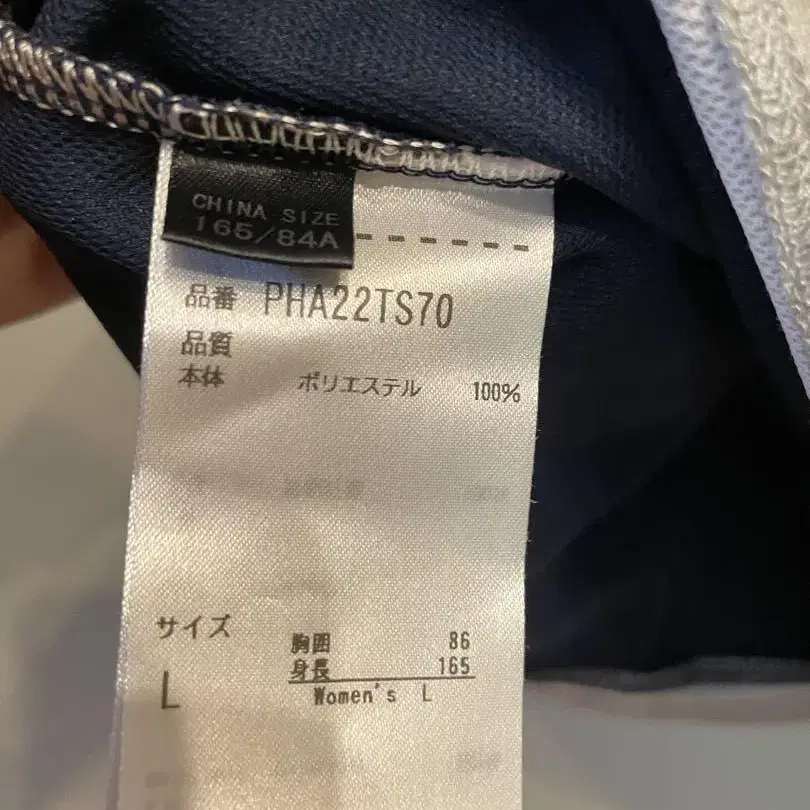 CHINA SIZE
165/84A
品番 PHA22TS70
品質
本体 ポリエステル 100%
サイズ
胸囲 86
身長 165
L Women's L